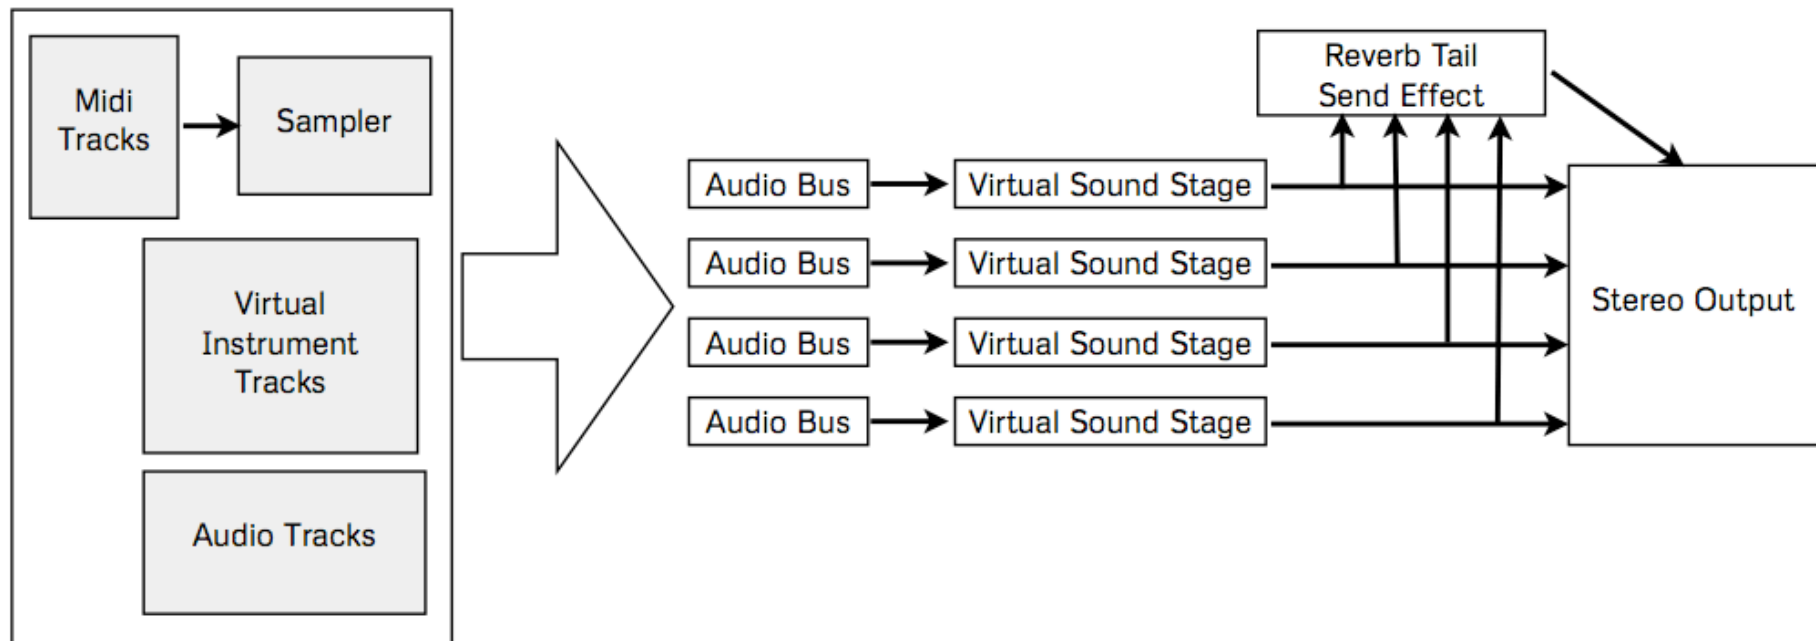 Midi
Tracks
Sampler
Virtual
Instrument
Tracks
Audio Tracks
Audio Bus
Virtual Sound Stage
Audio Bus
Virtual Sound Stage
Audio Bus
Virtual Sound Stage
Audio Bus
Virtual Sound Stage
Reverb Tail
Send Effect
Stereo Output